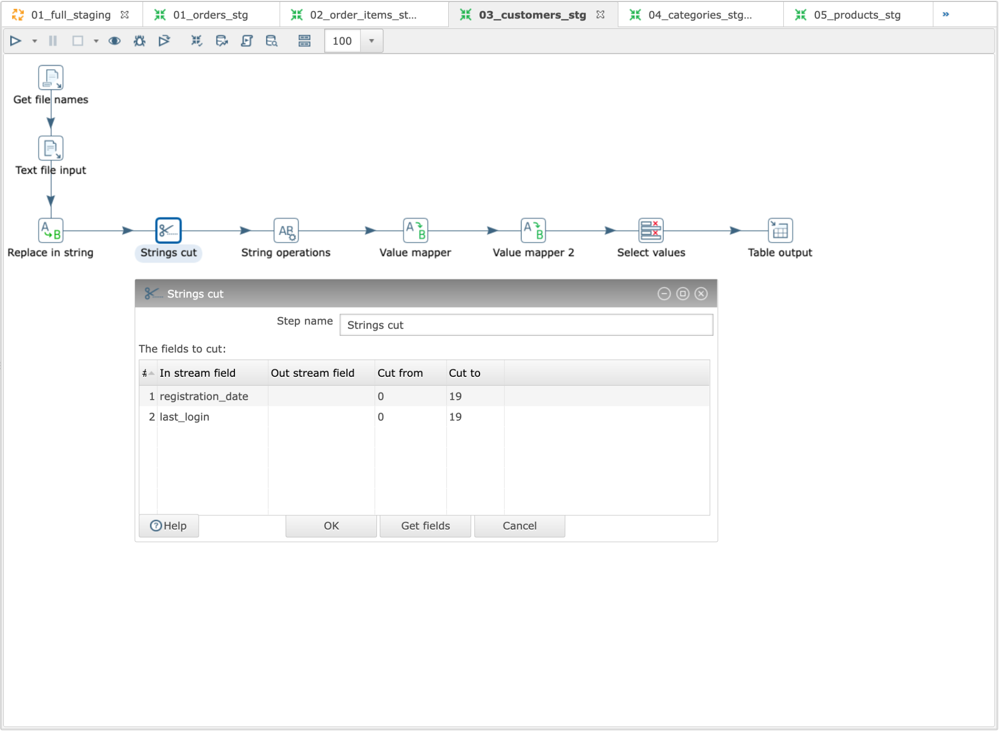 01_full_staging
01_orders_stg
02_order_items_st...
03_customers_stg
04_categories_stg...
05_products_stg
»
100
Get file names
Text file input
Replace in string
Strings cut
String operations
Value mapper
Value mapper 2
Select values
Table output
Strings cut
Step name Strings cut
The fields to cut:
# In stream field Out stream field Cut from Cut to
1 registration_date 0 19
2 last_login 0 19
Help OK Get fields Cancel